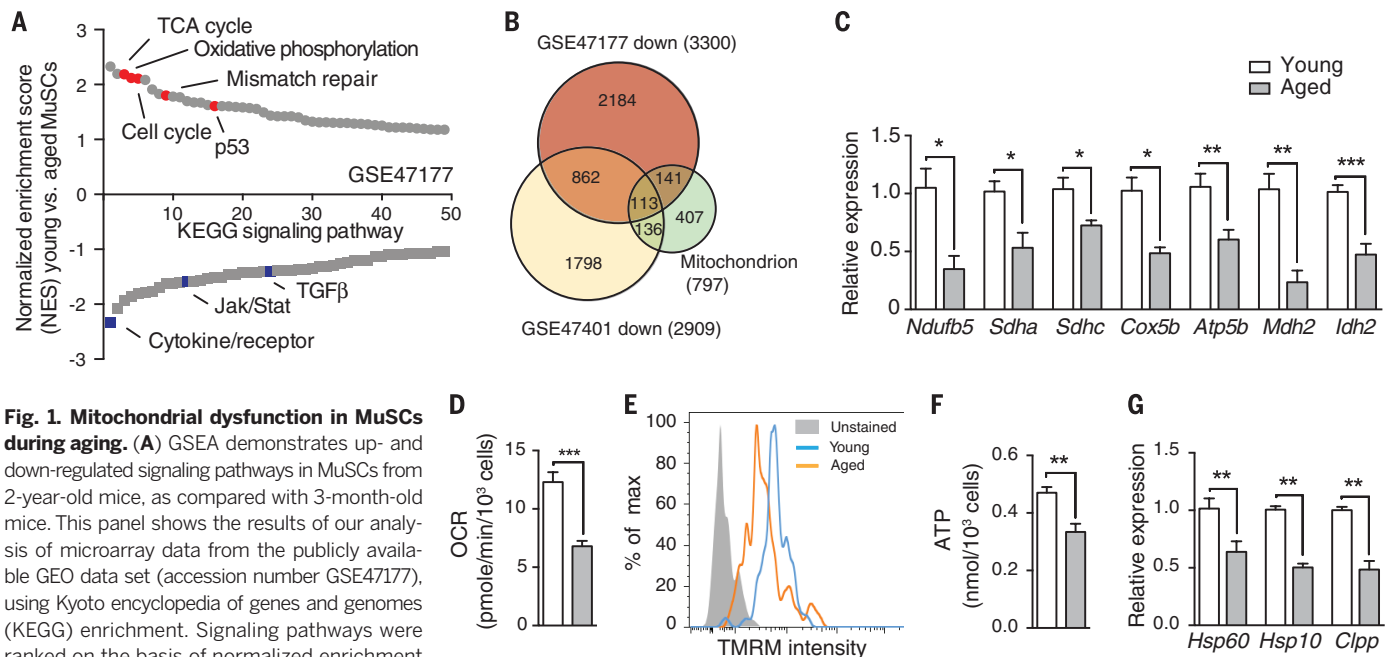 A
3
2
1
0
-1
-2
-3
Normalized enrichment score
(NES) young vs. aged MuSCs
TCA cycle
Oxidative phosphorylation
Mismatch repair
Cell cycle
p53
GSE47177
10 20 30 40 50
KEGG signaling pathway
Jak/Stat
TGFβ
Cytokine/receptor
B
GSE47177 down (3300)
2184
862
141
113
407
136
1798
Mitochondrion
(797)
GSE47401 down (2909)
C
Young
Aged
Relative expression
1.5
1.0
0.5
0
* * * * ** ** ***
Ndufb5 Sdha Sdhc Cox5b Atp5b Mdh2 Idh2
Fig. 1. Mitochondrial dysfunction in MuSCs
during aging. (A) GSEA demonstrates up- and
down-regulated signaling pathways in MuSCs from
2-year-old mice, as compared with 3-month-old
mice. This panel shows the results of our analy-
sis of microarray data from the publicly availa-
ble GEO data set (accession number GSE47177),
using Kyoto encyclopedia of genes and genomes
(KEGG) enrichment. Signaling pathways were
ranked on the basis of normalized enrichment
D
OCR
(pmole/min/10³ cells)
15
10
5
0
***
E
% of max
100
80
60
40
20
0
Unstained
Young
Aged
TMRM intensity
F
ATP
(nmol/10³ cells)
0.6
0.4
0.2
0.0
**
G
Relative expression
1.5
1.0
0.5
0.0
** ** **
Hsp60 Hsp10 Clpp